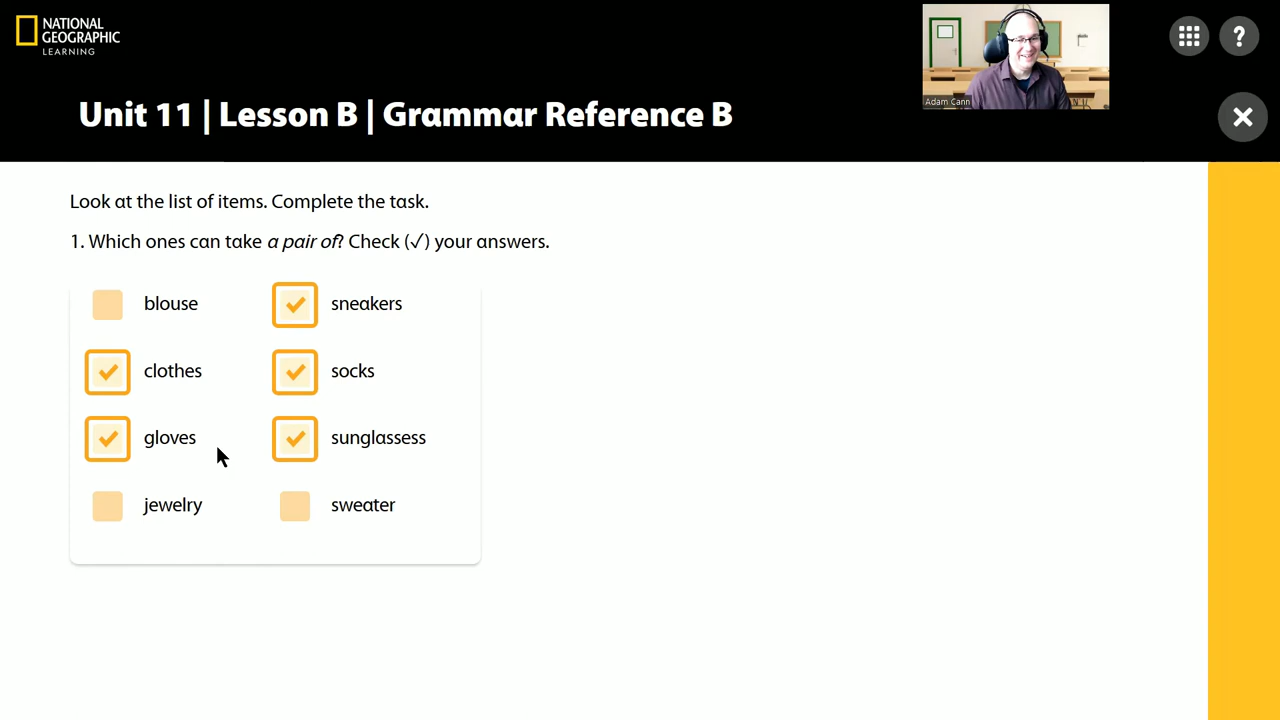 NATIONAL
GEOGRAPHIC
LEARNING
?
Adam Cann
Unit 11 | Lesson B | Grammar Reference B
Look at the list of items. Complete the task.
1. Which ones can take a pair of? Check (✓) your answers.
blouse
sneakers
clothes
socks
gloves
sunglassess
jewelry
sweater